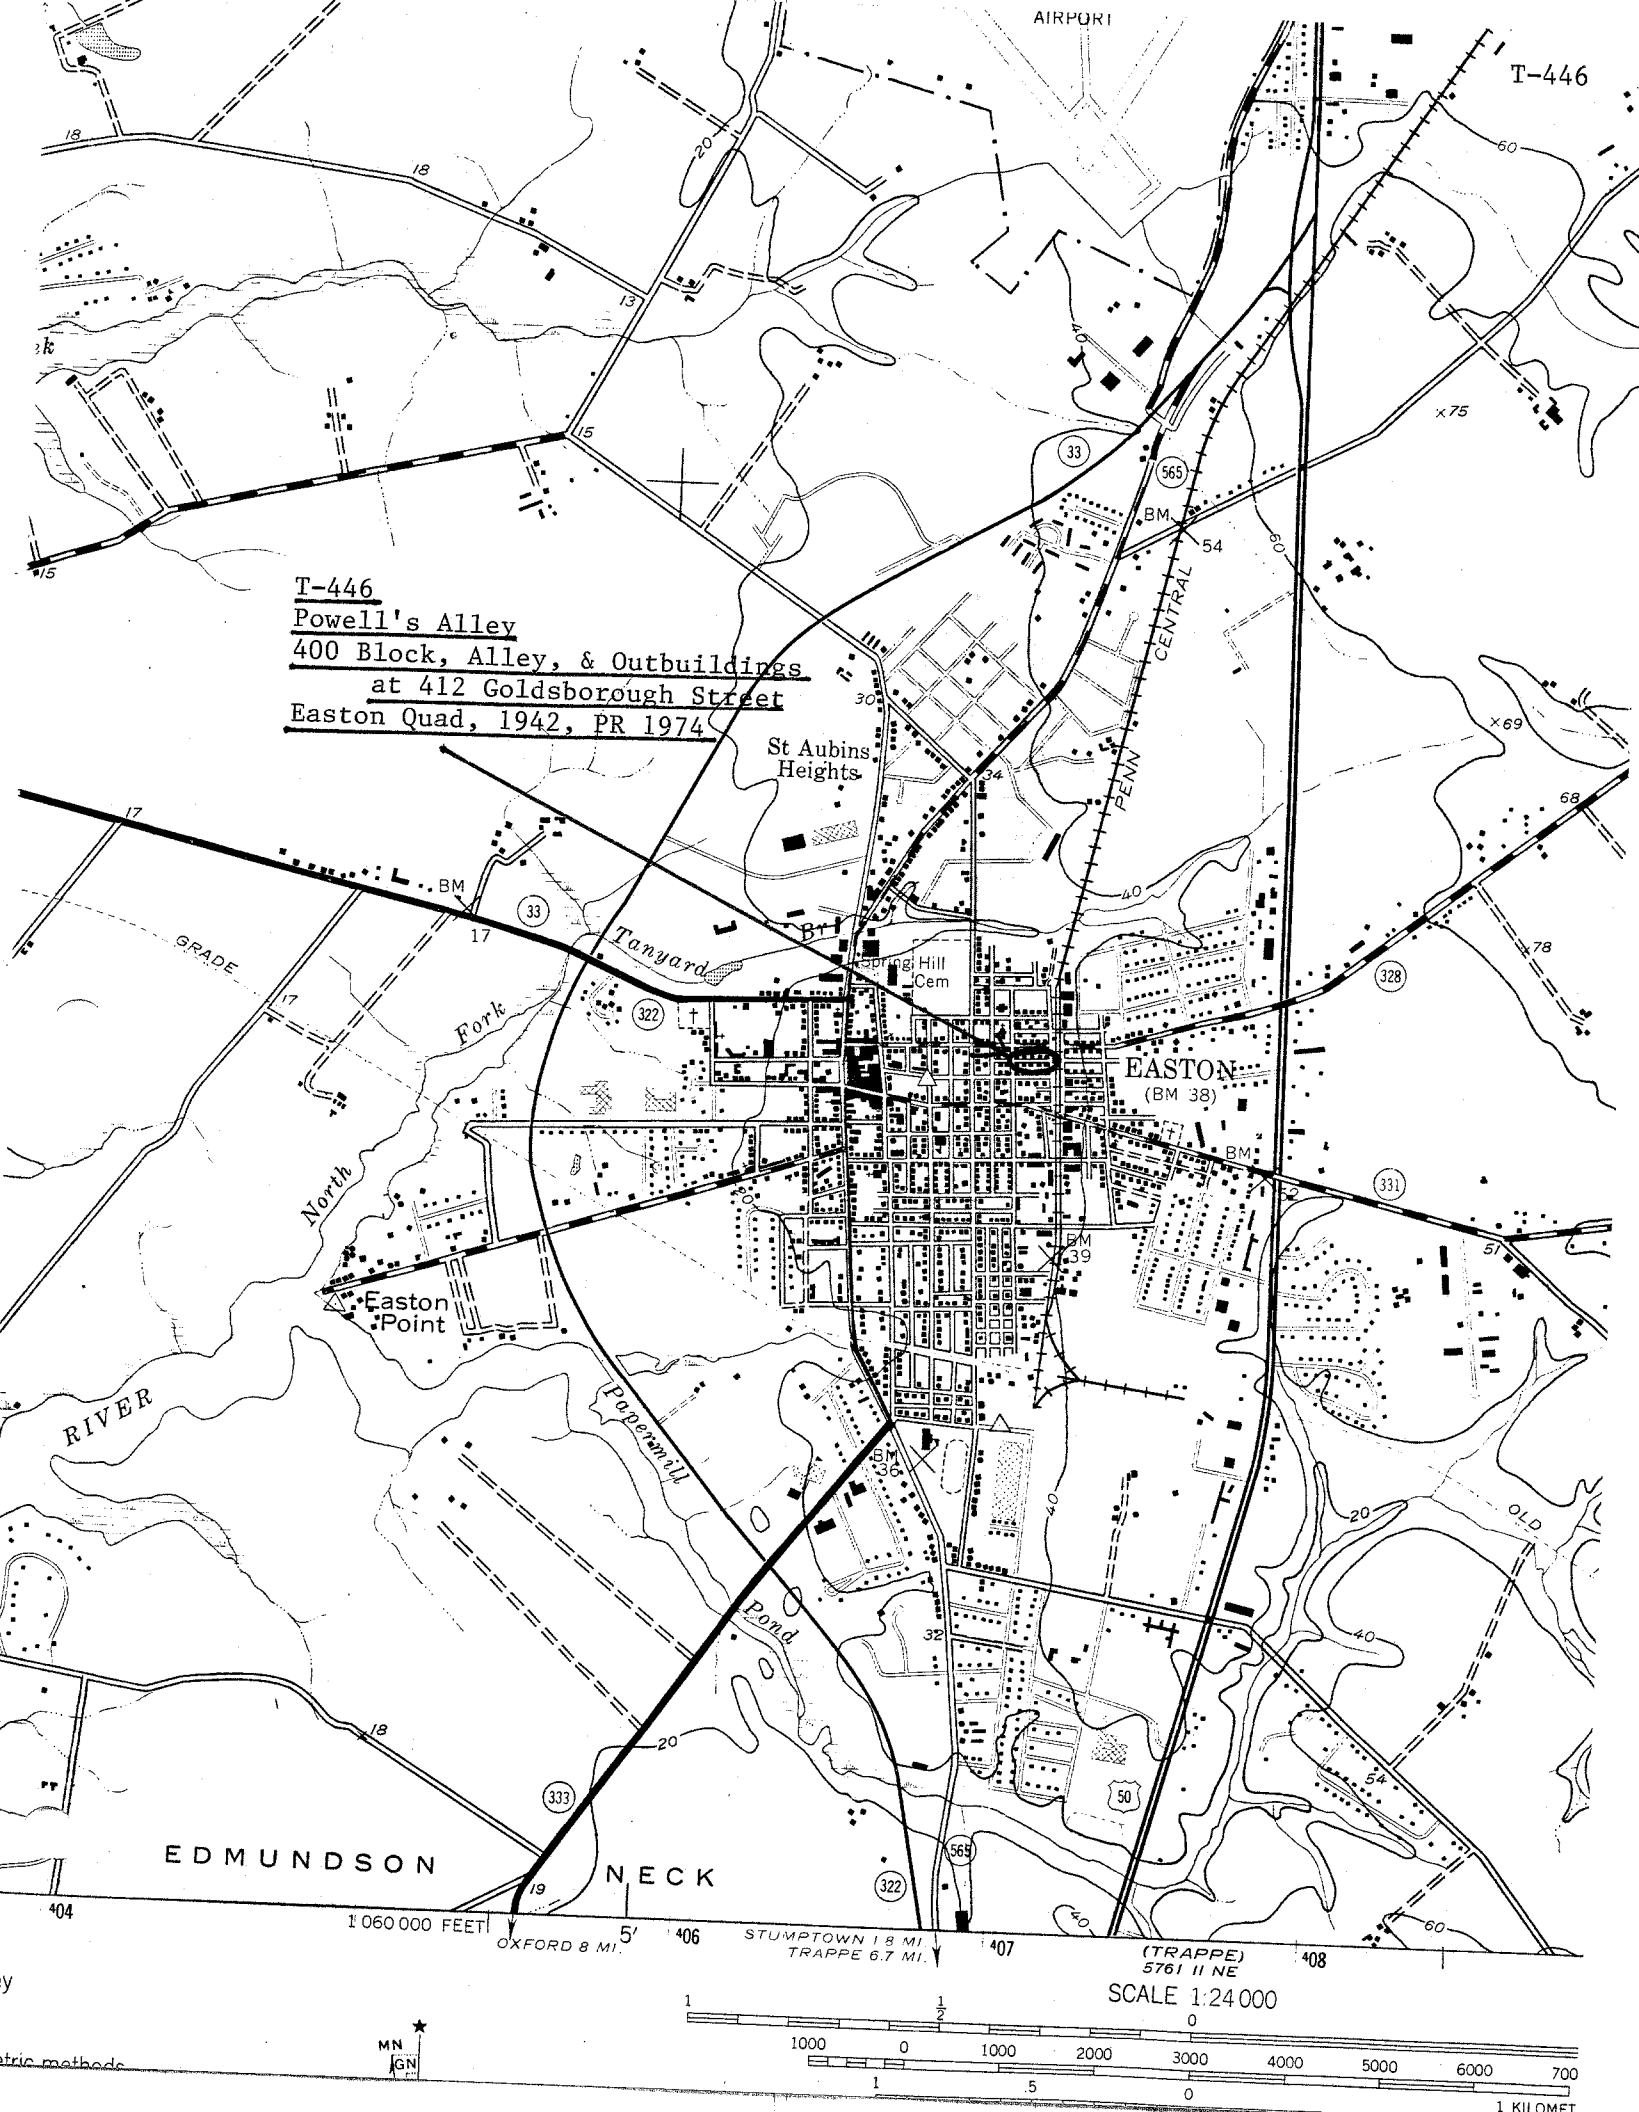 AIRPORT
T-446
18
18
20
60
13
40
15
×75
33
565
BM
54
60
15
T-446
Powell's Alley
400 Block, Alley, & Outbuildings
at 412 Goldsborough Street
Easton Quad, 1942, PR 1974
CENTRAL
PENN
30
×69
St Aubins
Heights
34
17
68
BM
33
17
40
Br
GRADE
Tanyard
Spring Hill
Cem
×78
328
17
322
Fork
EASTON
(BM 38)
North
BM
331
52
BM
39
51
Easton
Point
RIVER
Papermill
BM
36
40
20
OLD
Pond
32
40
18
20
54
333
50
EDMUNDSON NECK
565
19
322
40
60
404
1 060 000 FEET
5'
406
407
408
OXFORD 8 MI.
STUMPTOWN 1.8 MI.
TRAPPE 6.7 MI.
(TRAPPE)
5761 II NE
SCALE 1:24 000
1 ½ 0
MN
GN
1000 0 1000 2000 3000 4000 5000 6000 700
1 .5 0
1 KILOMET